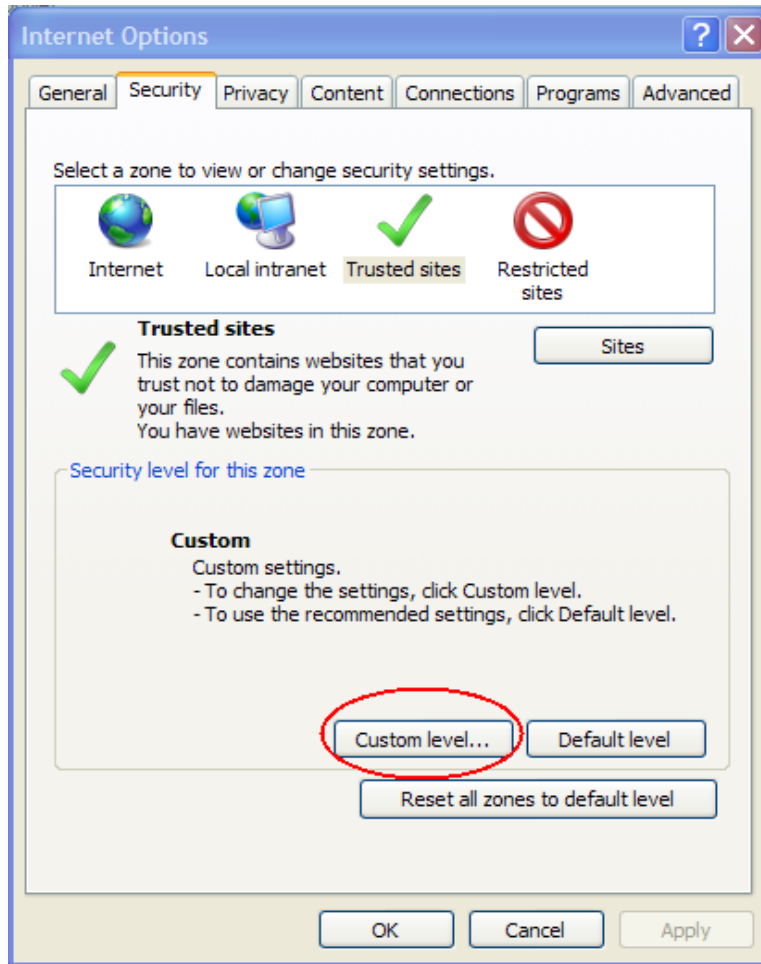 Internet Options
General Security Privacy Content Connections Programs Advanced
Select a zone to view or change security settings.
Internet Local intranet Trusted sites Restricted
sites
Trusted sites
Sites
This zone contains websites that you
trust not to damage your computer or
your files.
You have websites in this zone.
Security level for this zone
Custom
Custom settings.
- To change the settings, click Custom level.
- To use the recommended settings, click Default level.
Custom level... Default level
Reset all zones to default level
OK Cancel Apply